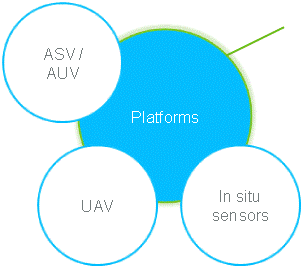 ASV /
AUV
Platforms
UAV
In situ
sensors